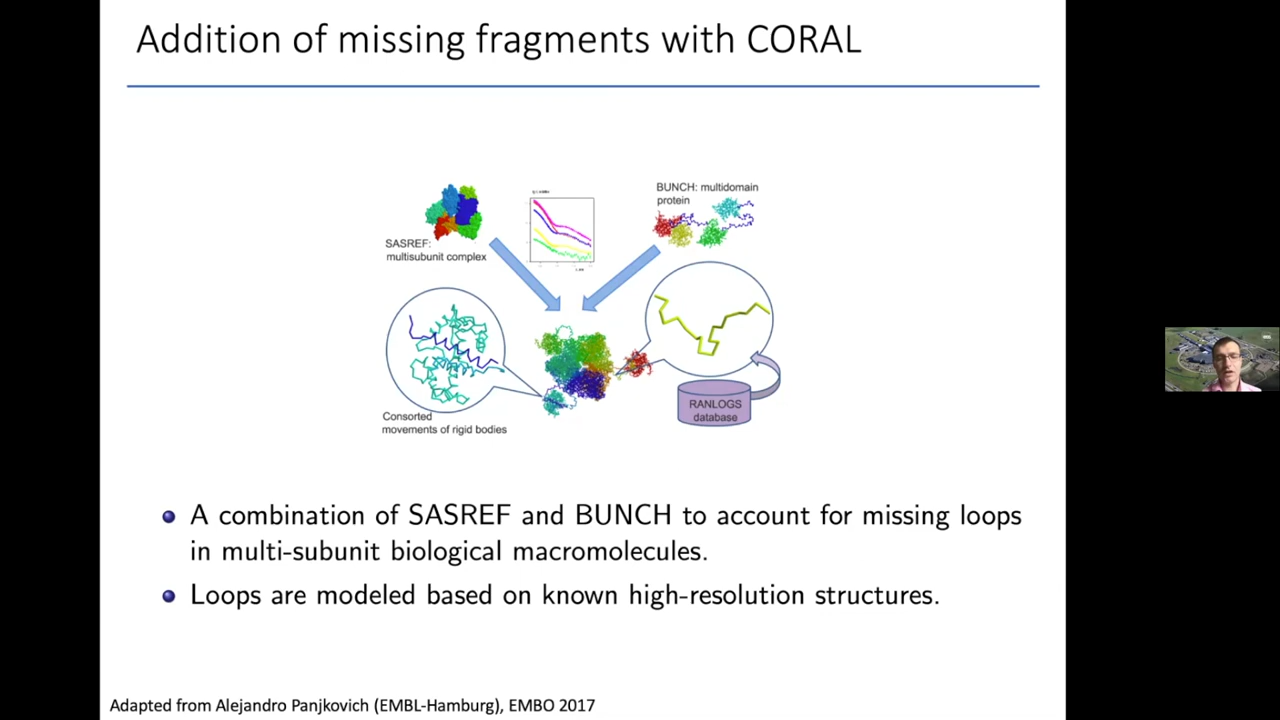 Addition of missing fragments with CORAL
BUNCH: multidomain
protein
SASREF:
multisubunit complex
RANLOGS
database
Consorted
movements of rigid bodies
A combination of SASREF and BUNCH to account for missing loops
in multi-subunit biological macromolecules.
Loops are modeled based on known high-resolution structures.
Adapted from Alejandro Panjkovich (EMBL-Hamburg), EMBO 2017